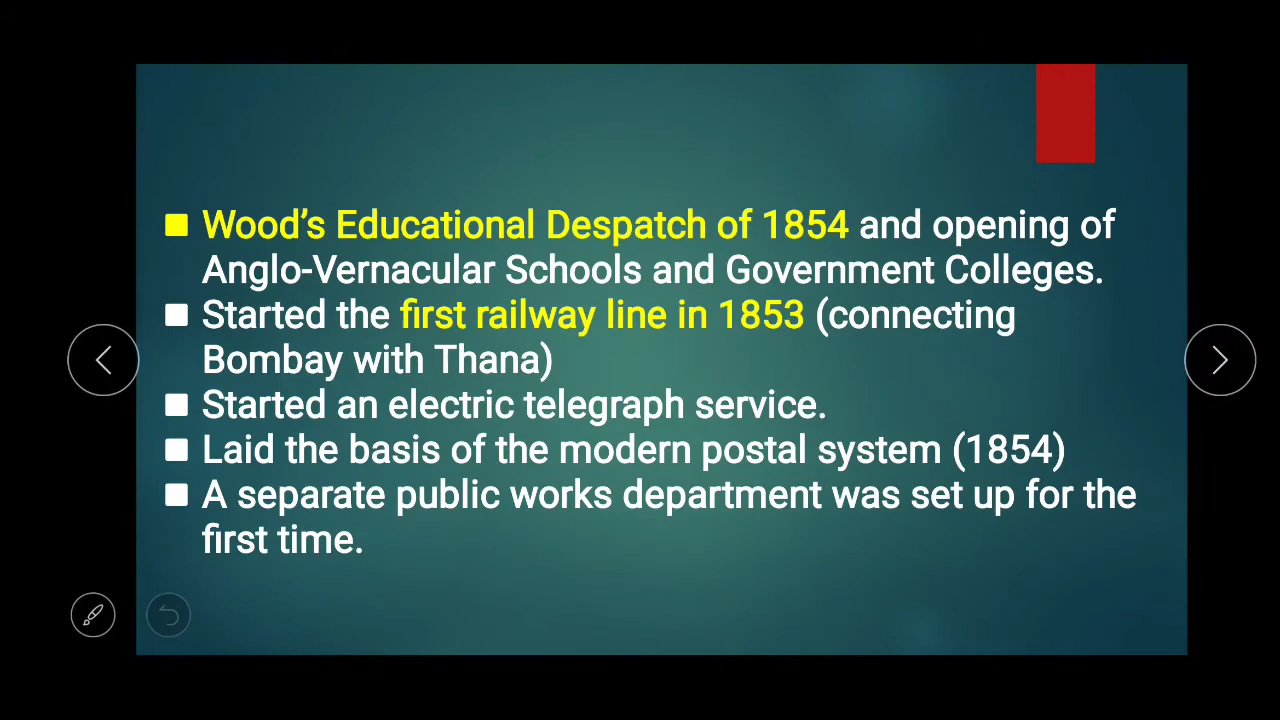 Wood’s Educational Despatch of 1854 and opening of
Anglo-Vernacular Schools and Government Colleges.
Started the first railway line in 1853 (connecting
Bombay with Thana)
Started an electric telegraph service.
Laid the basis of the modern postal system (1854)
A separate public works department was set up for the
first time.